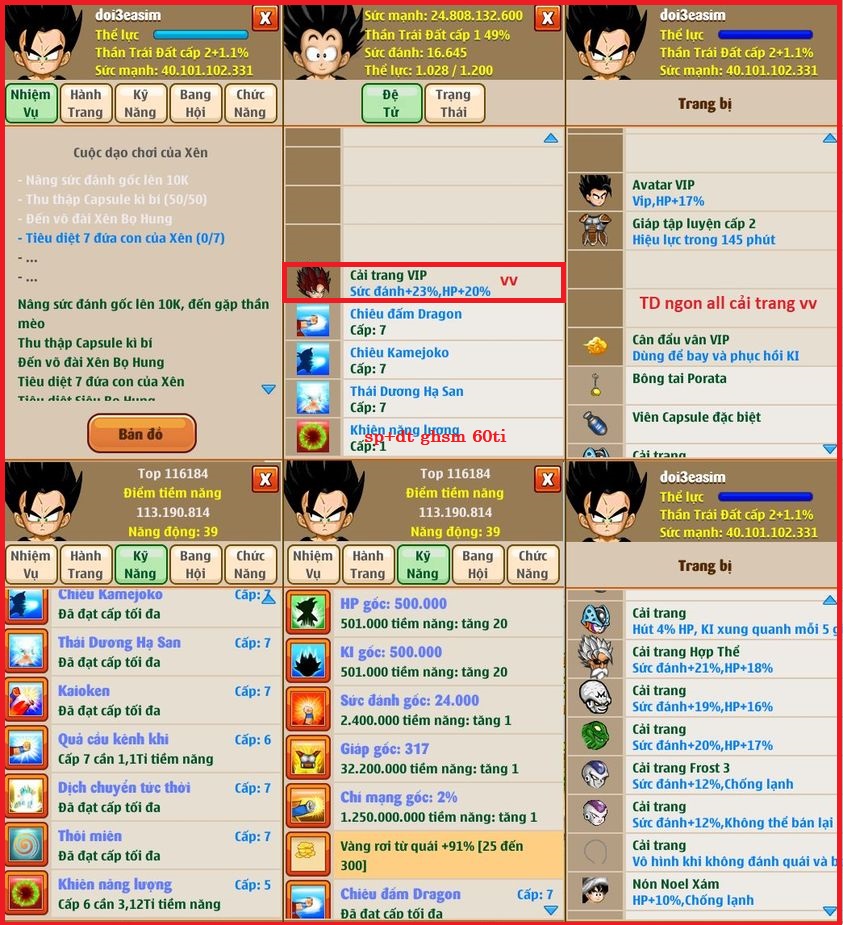 doi3easim
Thể lực
Thần Trái Đất cấp 2+1.1%
Sức mạnh: 40.101.102.331
X
Nhiệm Vụ
Hành Trang
Kỹ Năng
Bang Hội
Chức Năng
Cuộc dạo chơi của Xên
- Nâng sức đánh gốc lên 10K
- Thu thập Capsule kì bí (50/50)
- Đến võ đài Xên Bọ Hung
- Tiêu diệt 7 đứa con của Xên (0/7)
- ...
- ...
Nâng sức đánh gốc lên 10K, đến gặp thần
mèo
Thu thập Capsule kì bí
Đến võ đài Xên Bọ Hung
Tiêu diệt 7 đứa con của Xên
Tiêu diệt Siêu Bọ Hung
Bản đồ
Sức mạnh: 24.808.132.600
Thần Trái Đất cấp 1 49%
Sức đánh: 16.645
Thể lực: 1.028 / 1.200
X
Đệ Tử
Trạng Thái
Cải trang VIP
Sức đánh+23%,HP+20%
vv
Chiêu đấm Dragon
Cấp: 7
Chiêu Kamejoko
Cấp: 7
Thái Dương Hạ San
Cấp: 7
Khiên năng lượng
Cấp: 1
sp+dt ghsm 60ti
doi3easim
Thể lực
Thần Trái Đất cấp 2+1.1%
Sức mạnh: 40.101.102.331
Trang bị
Avatar VIP
Vip,HP+17%
Giáp tập luyện cấp 2
Hiệu lực trong 145 phút
TD ngon all cải trang vv
Cân đẩu vân VIP
Dùng để bay và phục hồi KI
Bông tai Porata
Viên Capsule đặc biệt
Cải trang
Top 116184
Điểm tiềm năng
113.190.814
Năng động: 39
X
Nhiệm Vụ
Hành Trang
Kỹ Năng
Bang Hội
Chức Năng
Chiêu Kamejoko
Cấp: 7
Đã đạt cấp tối đa
Thái Dương Hạ San
Cấp: 7
Đã đạt cấp tối đa
Kaioken
Cấp: 7
Đã đạt cấp tối đa
Quả cầu kênh khi
Cấp: 6
Cấp 7 cần 1,1Ti tiềm năng
Dịch chuyển tức thời
Cấp: 7
Đã đạt cấp tối đa
Thôi miên
Cấp: 7
Đã đạt cấp tối đa
Khiên năng lượng
Cấp: 5
Cấp 6 cần 3,12Ti tiềm năng
Top 116184
Điểm tiềm năng
113.190.814
Năng động: 39
X
Nhiệm Vụ
Hành Trang
Kỹ Năng
Bang Hội
Chức Năng
HP gốc: 500.000
501.000 tiềm năng: tăng 20
KI gốc: 500.000
501.000 tiềm năng: tăng 20
Sức đánh gốc: 24.000
2.400.000 tiềm năng: tăng 1
Giáp gốc: 317
32.200.000 tiềm năng: tăng 1
Chí mạng gốc: 2%
1.250.000.000 tiềm năng: tăng 1
Vàng rơi từ quái +91% [25 đến
300]
Chiêu đấm Dragon
Cấp: 7
Đã đạt cấp tối đa
doi3easim
Thể lực
Thần Trái Đất cấp 2+1.1%
Sức mạnh: 40.101.102.331
Trang bị
Cải trang
Hút 4% HP, KI xung quanh mỗi 5 g
Cải trang Hợp Thể
Sức đánh+21%,HP+18%
Cải trang
Sức đánh+19%,HP+16%
Cải trang
Sức đánh+20%,HP+17%
Cải trang Frost 3
Sức đánh+12%,Chống lạnh
Cải trang
Sức đánh+12%,Không thể bán lại
Cải trang
Vô hình khi không đánh quái và b
Nón Noel Xám
HP+10%,Chống lạnh